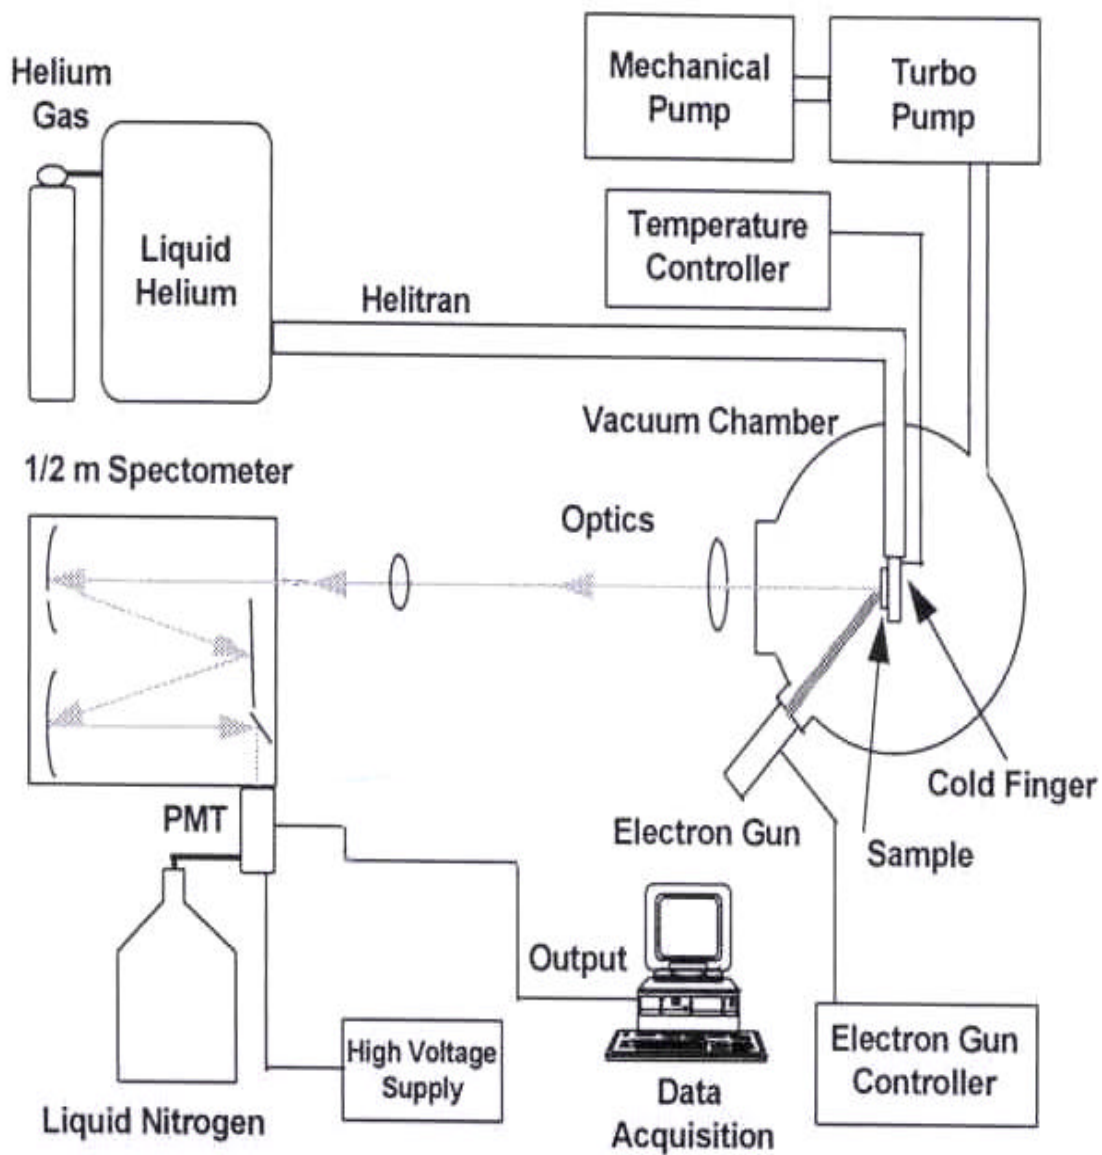 Helium
Gas
Mechanical
Pump
Turbo
Pump
Temperature
Controller
Liquid
Helium
Helitran
Vacuum Chamber
1/2 m Spectometer
Optics
Cold Finger
PMT
Electron Gun
Sample
Output
High Voltage
Supply
Electron Gun
Controller
Liquid Nitrogen
Data
Acquisition